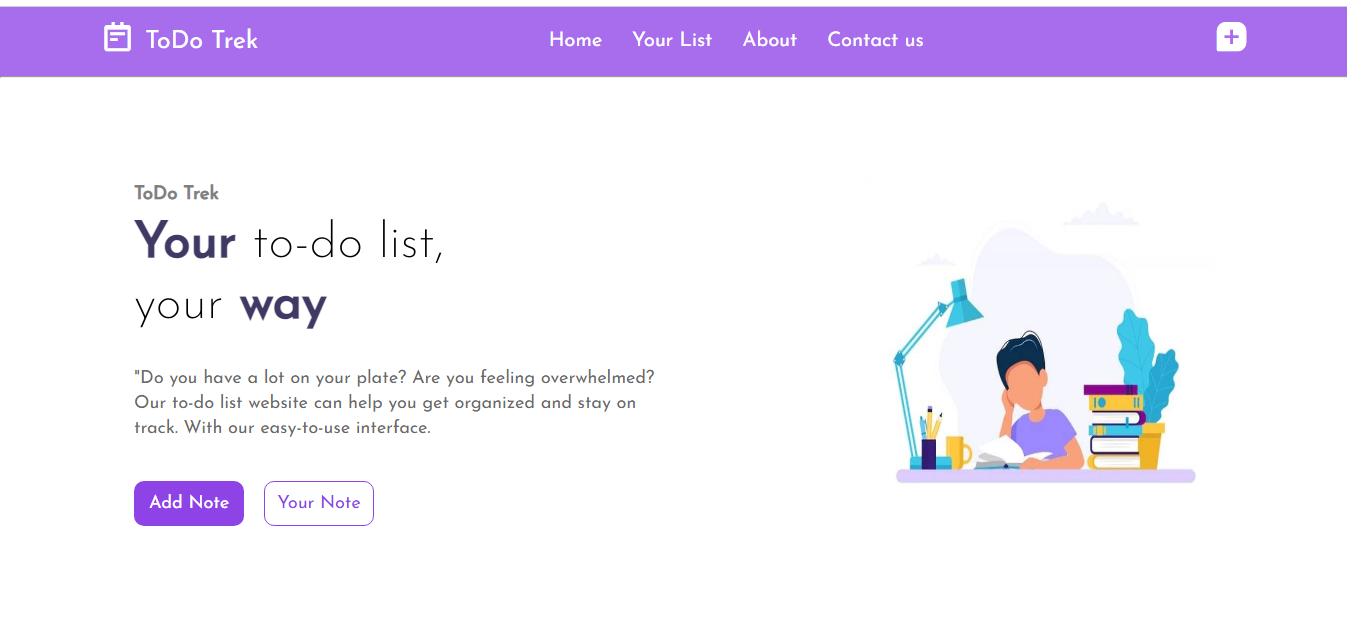 ToDo Trek
Home
Your List
About
Contact us
ToDo Trek
Your to-do list,
your way
"Do you have a lot on your plate? Are you feeling overwhelmed?
Our to-do list website can help you get organized and stay on
track. With our easy-to-use interface.
Add Note
Your Note